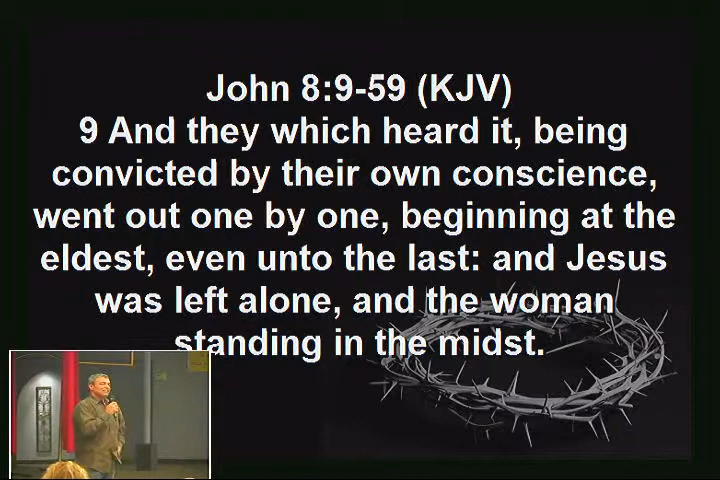 John 8:9-59 (KJV)
9 And they which heard it, being
convicted by their own conscience,
went out one by one, beginning at the
eldest, even unto the last: and Jesus
was left alone, and the woman
standing in the midst.